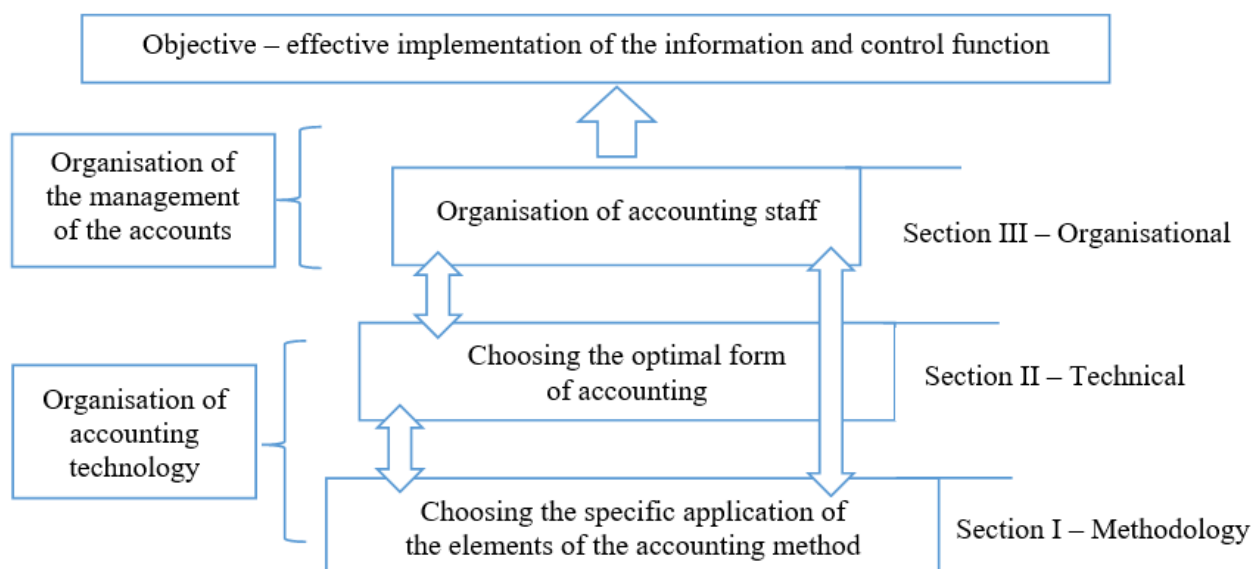 Objective – effective implementation of the information and control function
Organisation of
the management
of the accounts
Organisation of accounting staff
Section III – Organisational
Choosing the optimal form
of accounting
Section II – Technical
Organisation of
accounting
technology
Choosing the specific application of
the elements of the accounting method
Section I – Methodology